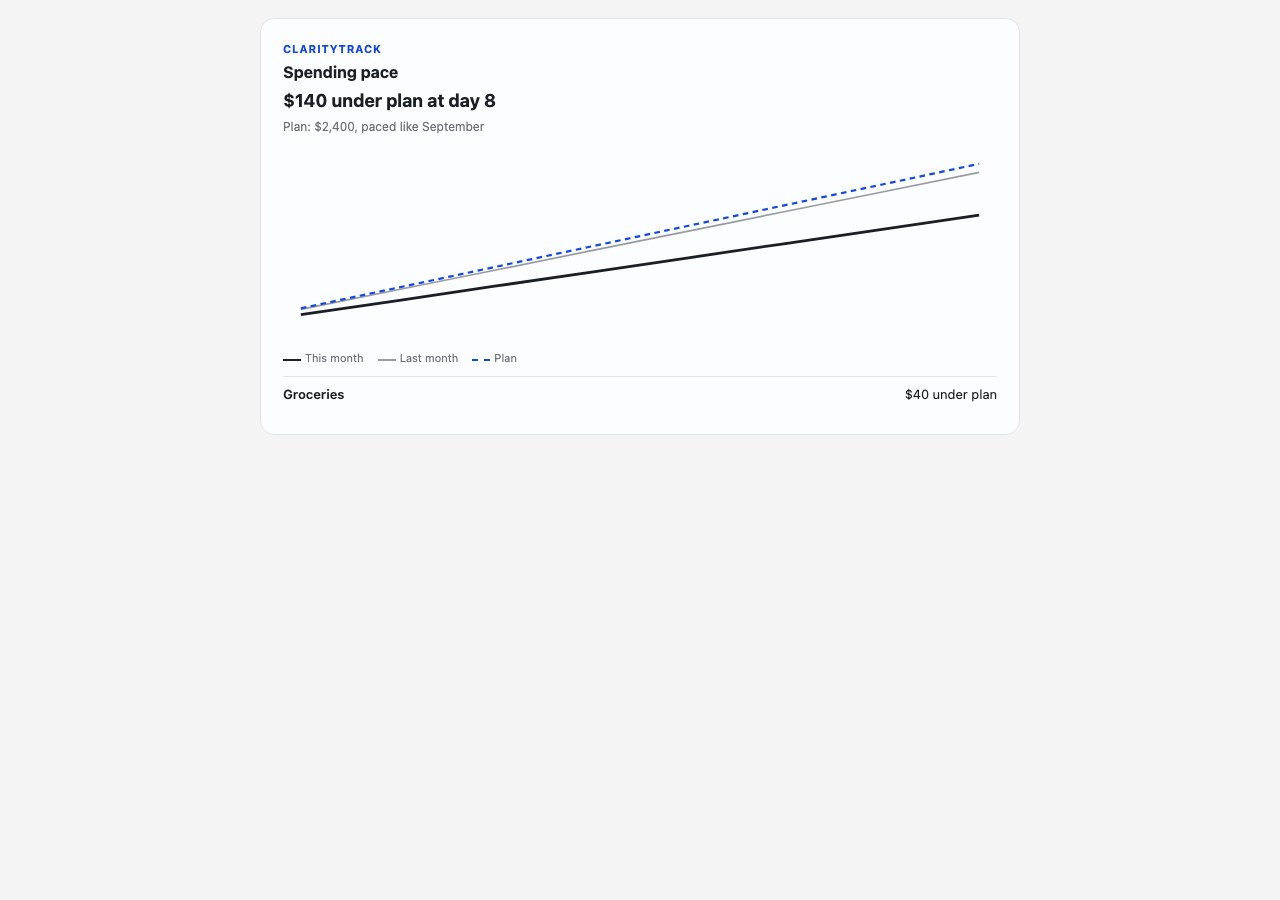 CLARITYTRACK
Spending pace
$140 under plan at day 8
Plan: $2,400, paced like September
This month Last month Plan
Groceries $40 under plan